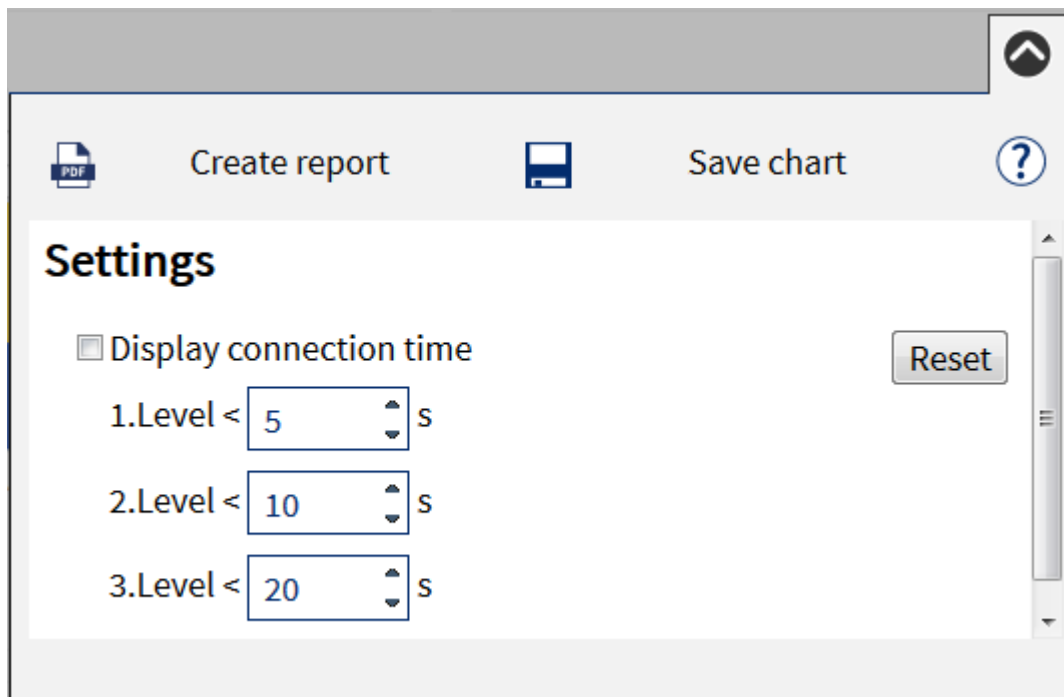 PDF Create report Save chart ?
Settings
Display connection time Reset
1.Level < 5 s
2.Level < 10 s
3.Level < 20 s